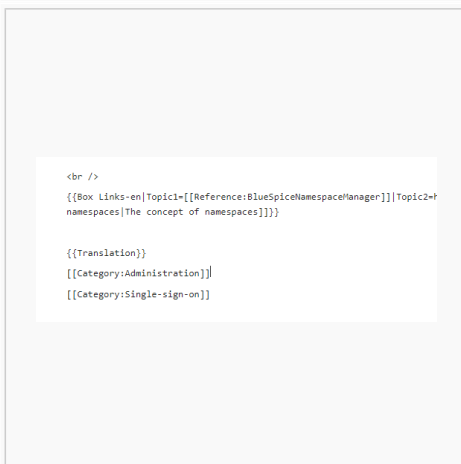 <br />
{{Box Links-en|Topic1=[[Reference:BlueSpiceNamespaceManager]]|Topic2=
namespaces|The concept of namespaces]]}}
{{Translation}}
[[Category:Administration]]
[[Category:Single-sign-on]]